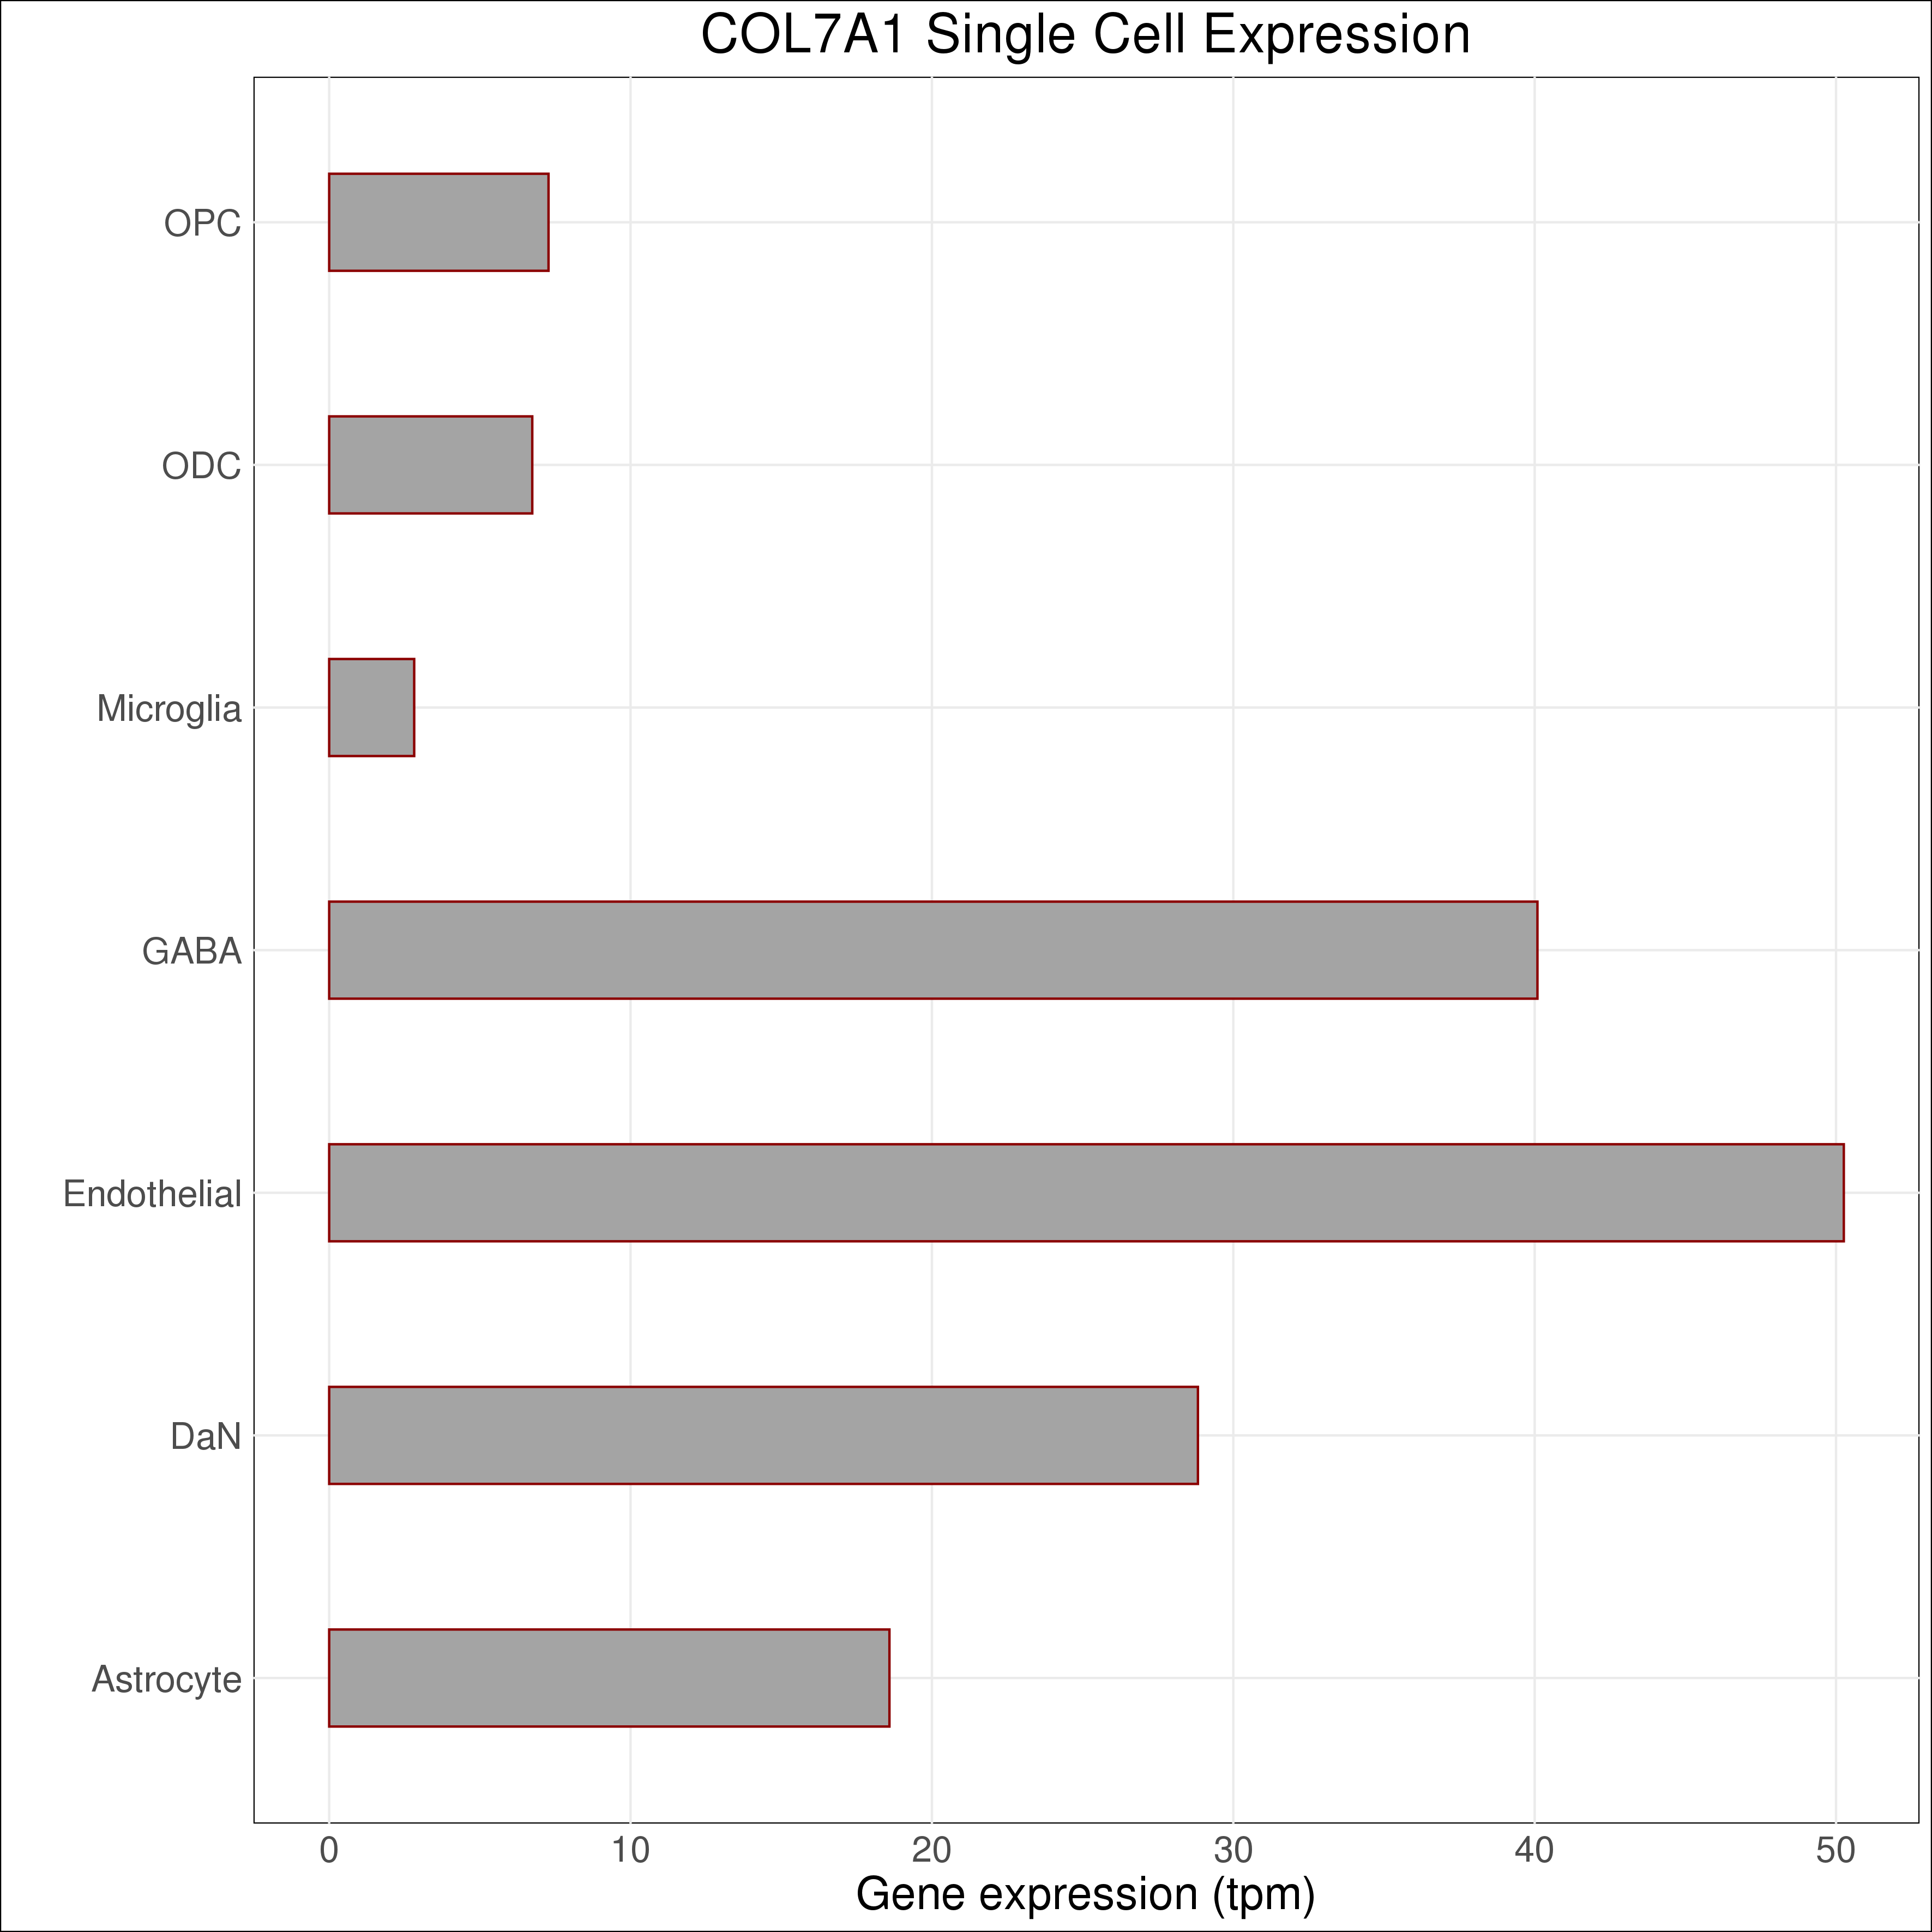 COL7A1 Single Cell Expression
OPC
ODC
Microglia
GABA
Endothelial
DaN
Astrocyte
0 10 20 30 40 50
Gene expression (tpm)